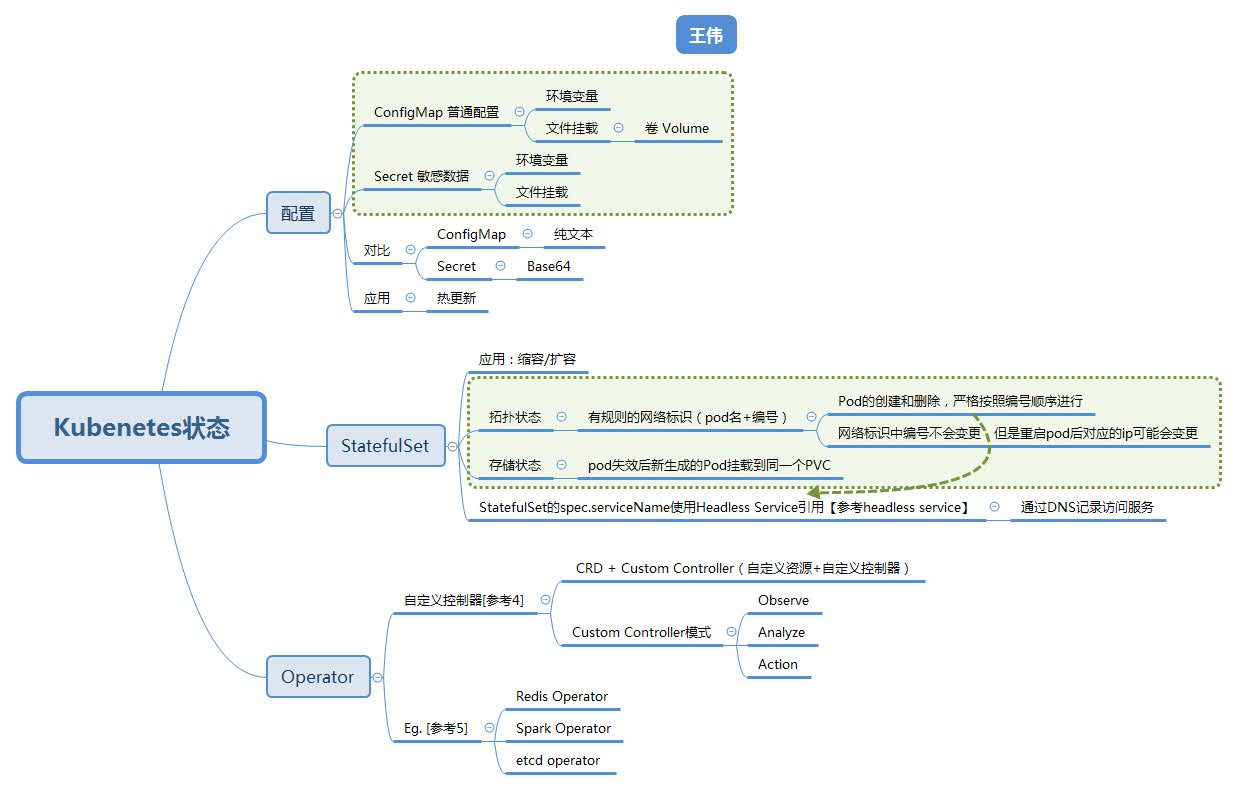 王伟
Kubenetes状态
配置
ConfigMap 普通配置
环境变量
文件挂载
卷 Volume
Secret 敏感数据
环境变量
文件挂载
对比
ConfigMap
纯文本
Secret
Base64
应用
热更新
StatefulSet
应用：缩容/扩容
拓扑状态
有规则的网络标识（pod名+编号）
Pod的创建和删除，严格按照编号顺序进行
网络标识中编号不会变更，但是重启pod后对应的ip可能会变更
存储状态
pod失效后新生成的Pod挂载到同一个PVC
StatefulSet的spec.serviceName使用Headless Service引用【参考headless service】
通过DNS记录访问服务
Operator
自定义控制器[参考4]
CRD + Custom Controller（自定义资源+自定义控制器）
Custom Controller模式
Observe
Analyze
Action
Eg. [参考5]
Redis Operator
Spark Operator
etcd operator